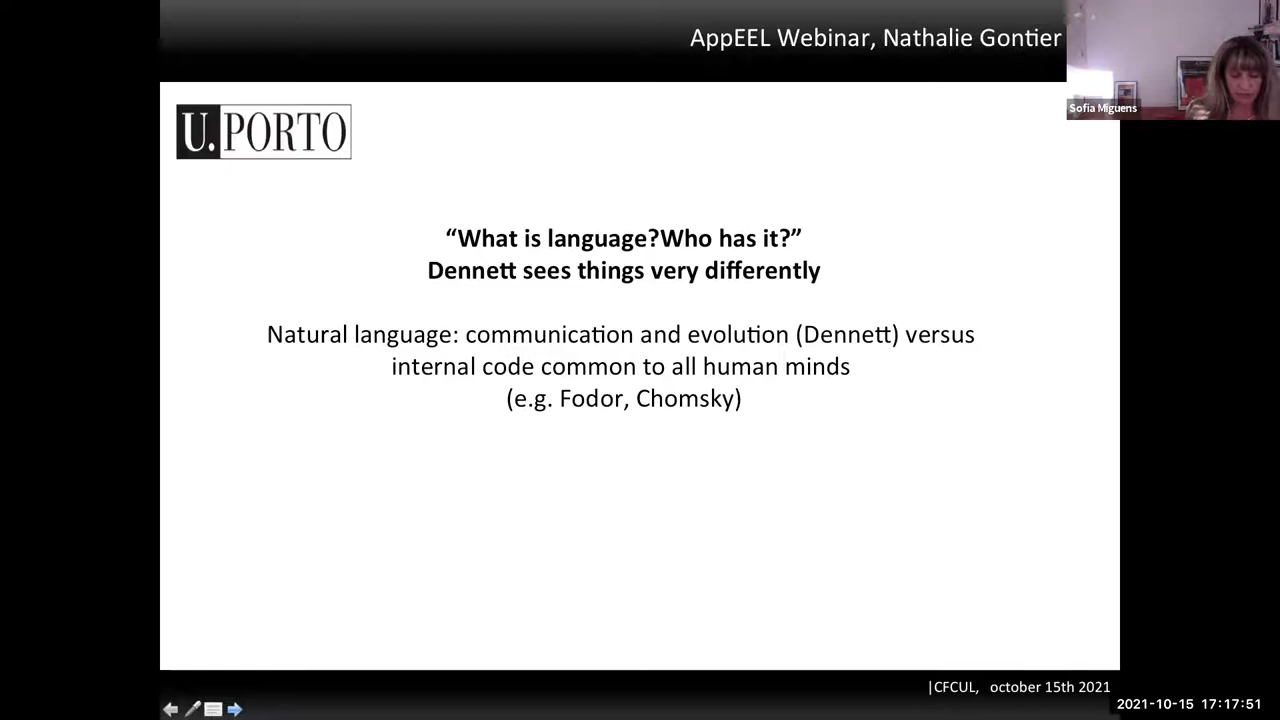 AppEEL Webinar, Nathalie Gontier
Sofia Miguens
U.PORTO
“What is language?Who has it?”
Dennett sees things very differently
Natural language: communication and evolution (Dennett) versus
internal code common to all human minds
(e.g. Fodor, Chomsky)
|CFCUL, october 15th 2021
2021-10-15 17:17:51